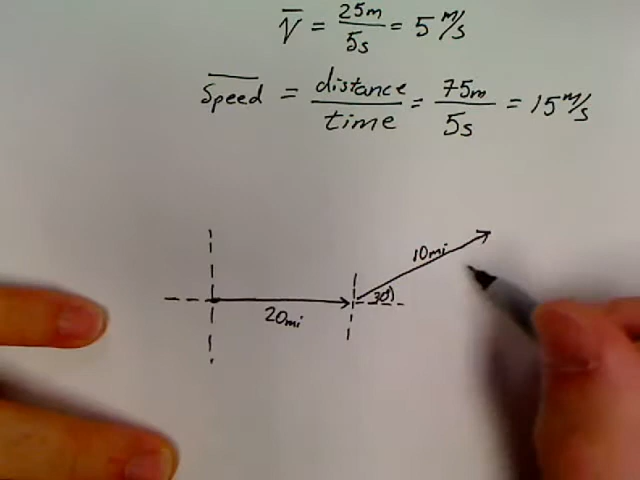 V̅ = 25m/5s = 5 m/s
Speed = distance/time = 75m/5s = 15 m/s
10mi
30°
20mi